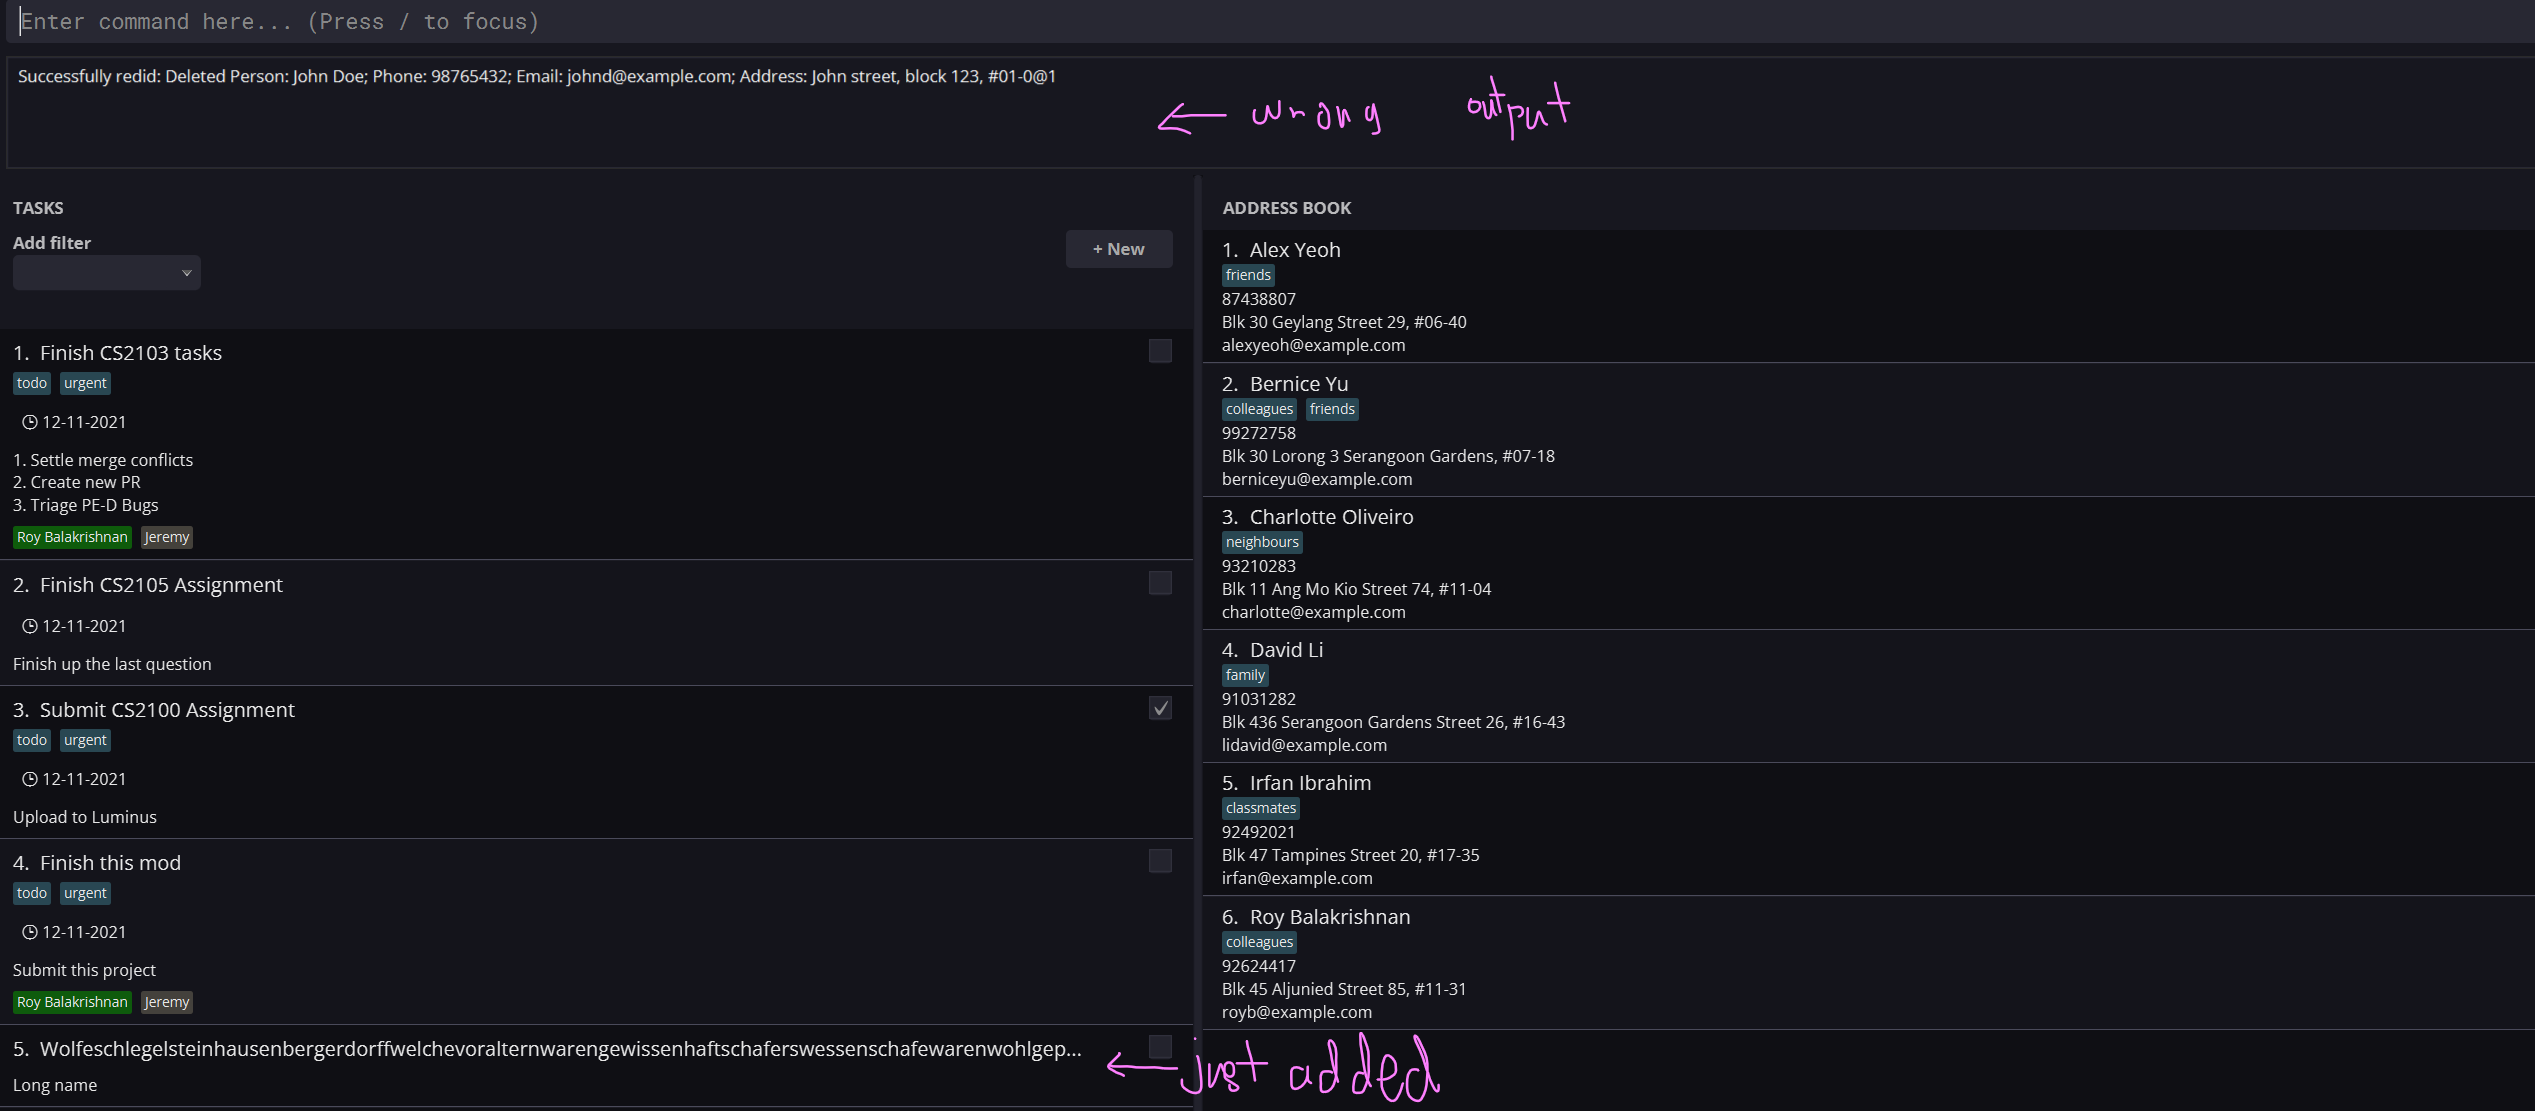 Enter command here... (Press / to focus)
Successfully redid: Deleted Person: John Doe; Phone: 98765432; Email: johnd@example.com; Address: John street, block 123, #01-0@1
wrong output
TASKS
Add filter
+ New
1. Finish CS2103 tasks
todo urgent
12-11-2021
1. Settle merge conflicts
2. Create new PR
3. Triage PE-D Bugs
Roy Balakrishnan Jeremy
2. Finish CS2105 Assignment
12-11-2021
Finish up the last question
3. Submit CS2100 Assignment
todo urgent
12-11-2021
Upload to Luminus
4. Finish this mod
todo urgent
12-11-2021
Submit this project
Roy Balakrishnan Jeremy
5. Wolfeschlegelsteinhausenbergerdorffwelchevoralternwarengewissenhaftschaferswessenschafewarenwohlgep...
Long name
just added
ADDRESS BOOK
1. Alex Yeoh
friends
87438807
Blk 30 Geylang Street 29, #06-40
alexyeoh@example.com
2. Bernice Yu
colleagues friends
99272758
Blk 30 Lorong 3 Serangoon Gardens, #07-18
berniceyu@example.com
3. Charlotte Oliveiro
neighbours
93210283
Blk 11 Ang Mo Kio Street 74, #11-04
charlotte@example.com
4. David Li
family
91031282
Blk 436 Serangoon Gardens Street 26, #16-43
lidavid@example.com
5. Irfan Ibrahim
classmates
92492021
Blk 47 Tampines Street 20, #17-35
irfan@example.com
6. Roy Balakrishnan
colleagues
92624417
Blk 45 Aljunied Street 85, #11-31
royb@example.com